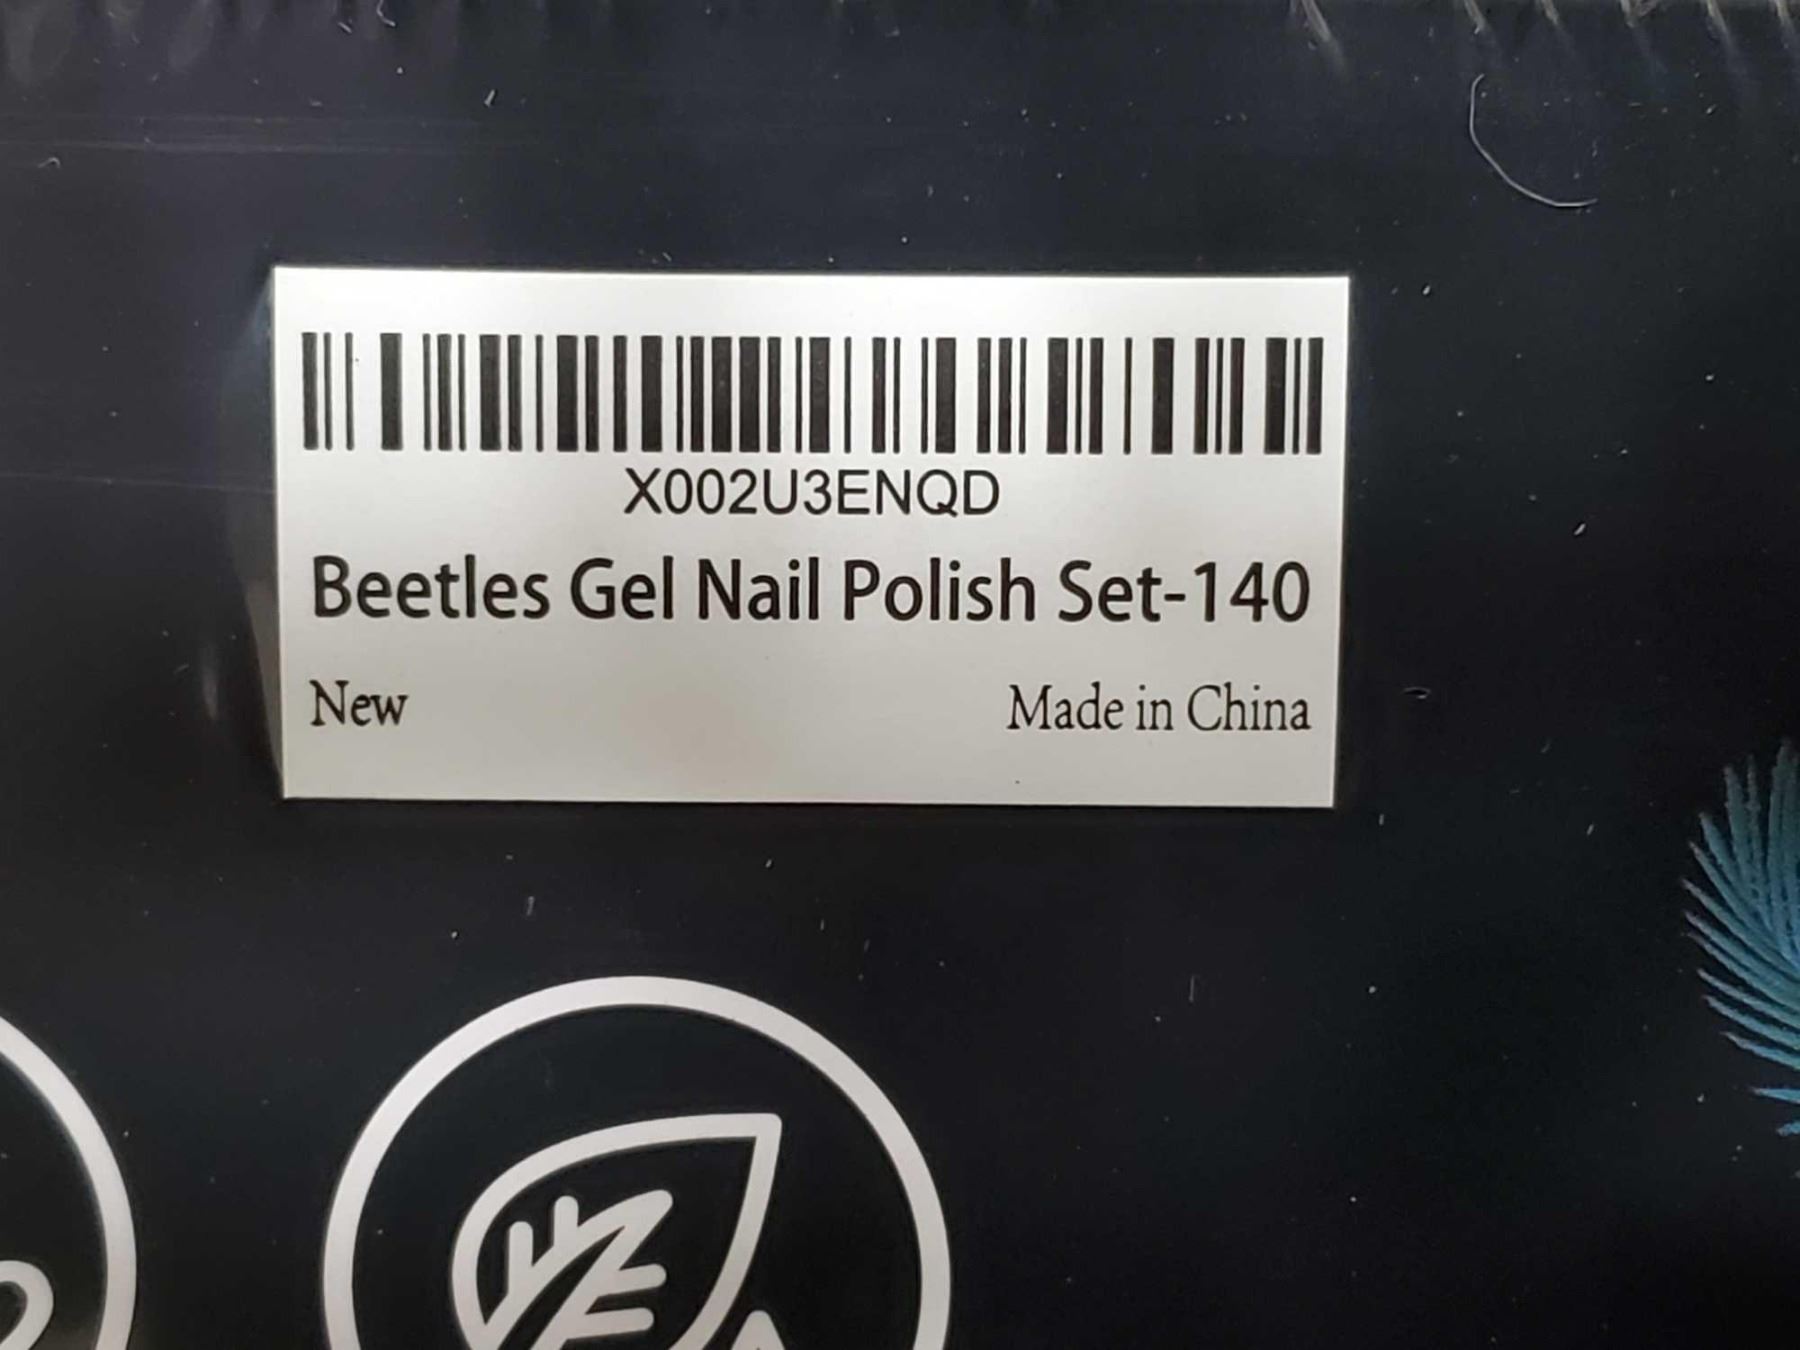 X002U3ENQD
Beetles Gel Nail Polish Set-140
New
Made in China